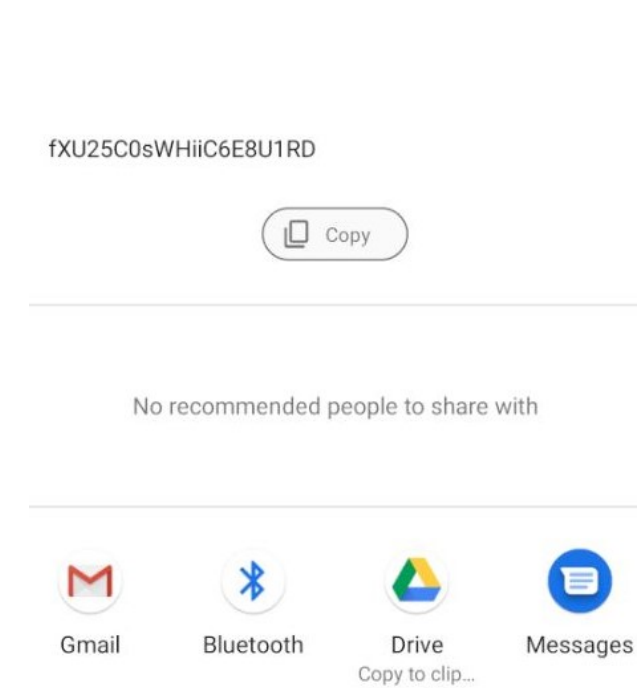 fXU25C0sWHiiC6E8U1RD
Copy
No recommended people to share with
Gmail Bluetooth Drive Messages
Copy to clip...